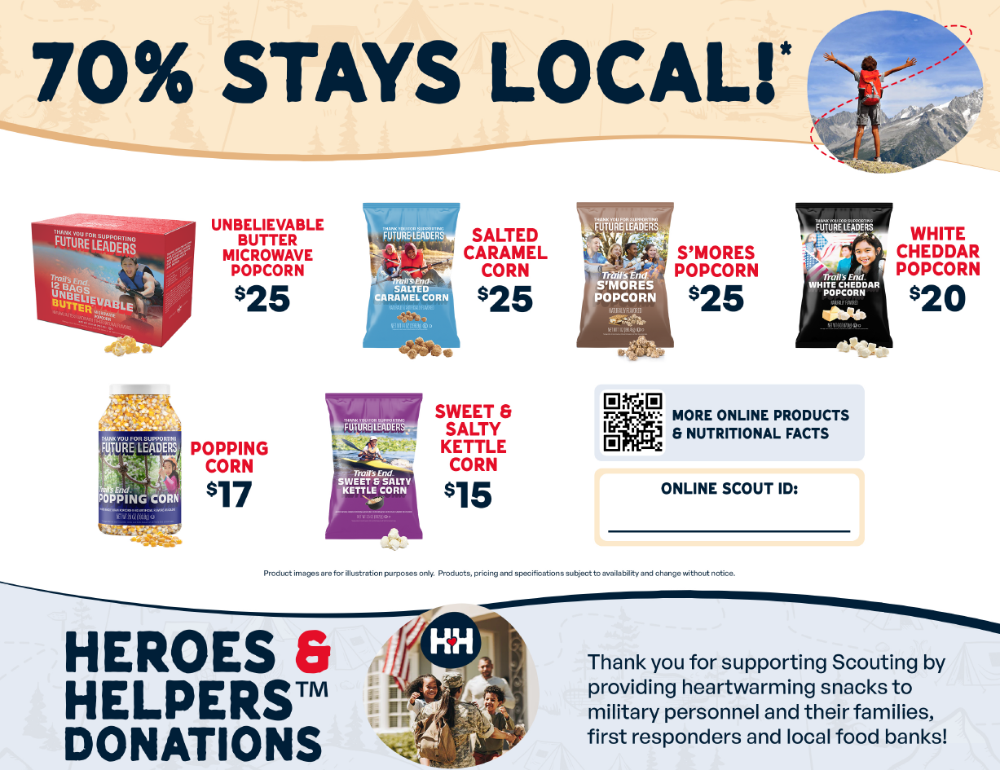 70% STAYS LOCAL!*
THANK YOU FOR SUPPORTING
FUTURE LEADERS
Trail's End
12 BAGS
UNBELIEVABLE
BUTTER MICROWAVE
POPCORN
UNBELIEVABLE
BUTTER
MICROWAVE
POPCORN
$25
THANK YOU FOR SUPPORTING
FUTURE LEADERS
Trail's End
SALTED
CARAMEL CORN
SALTED
CARAMEL
CORN
$25
THANK YOU FOR SUPPORTING
FUTURE LEADERS
Trail's End
S'MORES
POPCORN
NATURALLY FLAVORED
S'MORES
POPCORN
$25
THANK YOU FOR SUPPORTING
FUTURE LEADERS
Trail's End
WHITE CHEDDAR
POPCORN
NATURALLY FLAVORED
WHITE
CHEDDAR
POPCORN
$20
THANK YOU FOR SUPPORTING
FUTURE LEADERS
Trail's End
POPPING CORN
POPPING
CORN
$17
THANK YOU FOR SUPPORTING
FUTURE LEADERS
Trail's End
SWEET & SALTY
KETTLE CORN
SWEET &
SALTY
KETTLE
CORN
$15
MORE ONLINE PRODUCTS
& NUTRITIONAL FACTS
ONLINE SCOUT ID:
Product images are for illustration purposes only. Products, pricing and specifications subject to availability and change without notice.
HEROES &
HELPERS™
DONATIONS
HH
Thank you for supporting Scouting by
providing heartwarming snacks to
military personnel and their families,
first responders and local food banks!